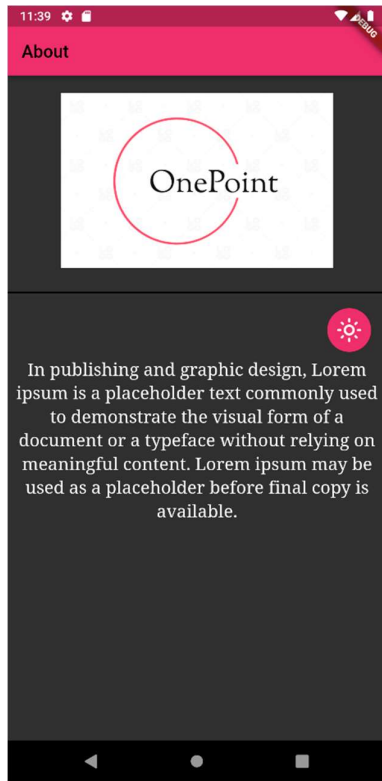 11:39
DEBUG
About
OnePoint
In publishing and graphic design, Lorem
ipsum is a placeholder text commonly used
to demonstrate the visual form of a
document or a typeface without relying on
meaningful content. Lorem ipsum may be
used as a placeholder before final copy is
available.